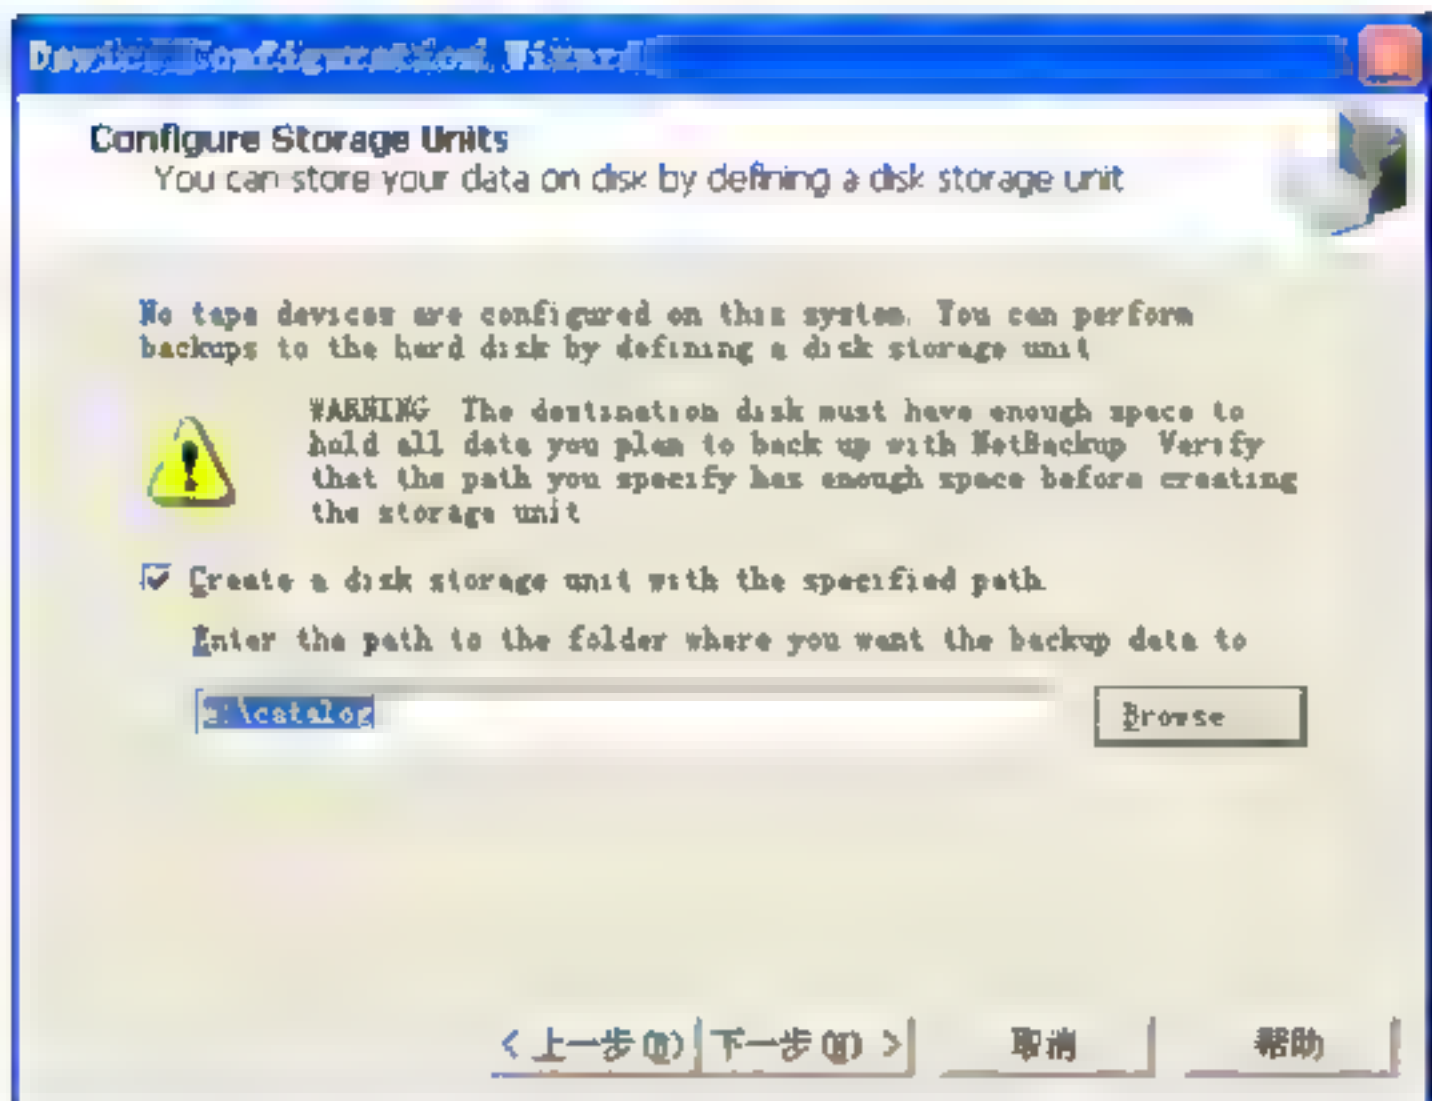 Device Configuration Wizard
Configure Storage Units
You can store your data on disk by defining a disk storage unit
No tape devices are configured on this system. You can perform
backups to the hard disk by defining a disk storage unit
WARNING The destination disk must have enough space to
hold all data you plan to back up with NetBackup Verify
that the path you specify has enough space before creating
the storage unit
Create a disk storage unit with the specified path.
Enter the path to the folder where you want the backup data to
:\catalog
Browse
< 上一步 下一步 > 取消 帮助